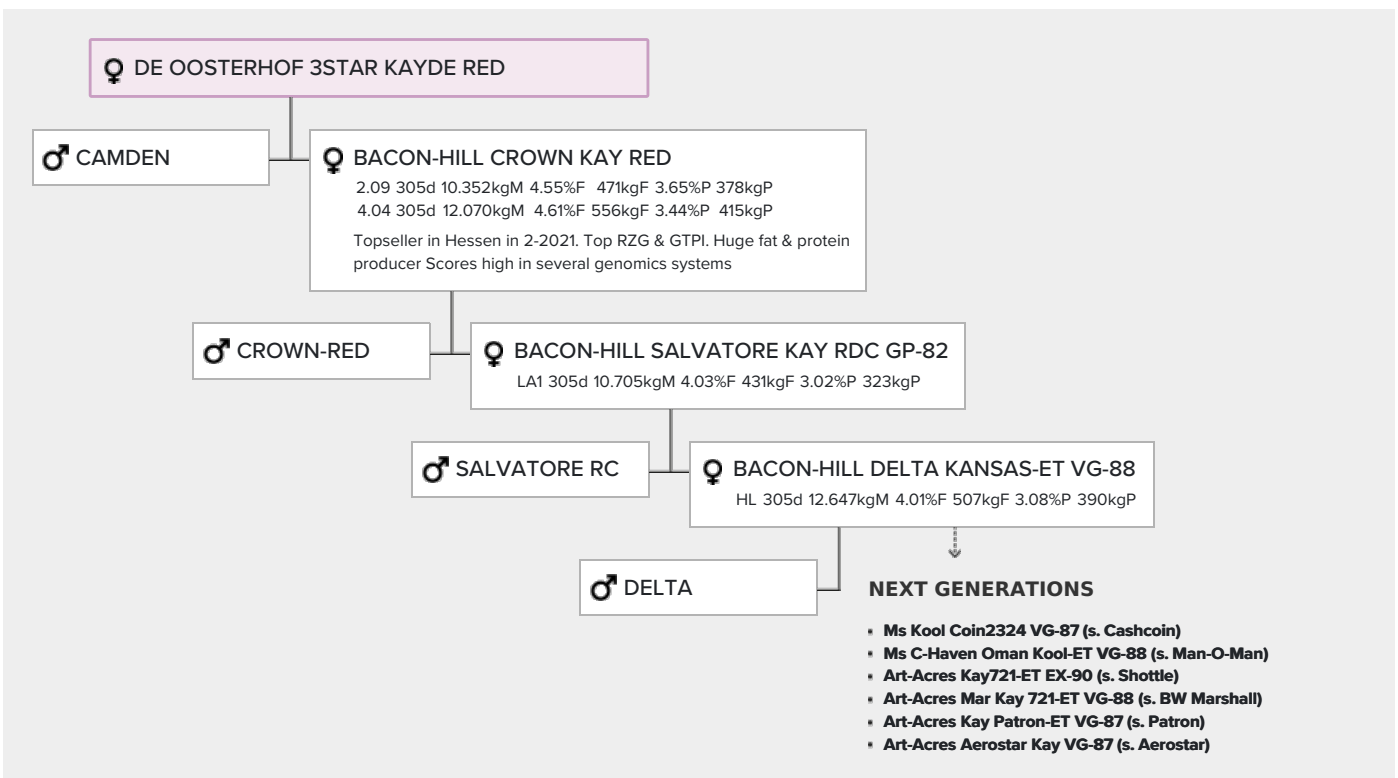 DE OOSTERHOF 3STAR KAYDE RED
CAMDEN
BACON-HILL CROWN KAY RED
2.09 305d 10.352kgM 4.55%F 471kgF 3.65%P 378kgP
4.04 305d 12.070kgM 4.61%F 556kgF 3.44%P 415kgP
Topseller in Hessen in 2-2021. Top RZG & GTPI. Huge fat & protein
producer Scores high in several genomics systems
CROWN-RED
BACON-HILL SALVATORE KAY RDC GP-82
LA1 305d 10.705kgM 4.03%F 431kgF 3.02%P 323kgP
SALVATORE RC
BACON-HILL DELTA KANSAS-ET VG-88
HL 305d 12.647kgM 4.01%F 507kgF 3.08%P 390kgP
DELTA
NEXT GENERATIONS
Ms Kool Coin2324 VG-87 (s. Cashcoin)
Ms C-Haven Oman Kool-ET VG-88 (s. Man-O-Man)
Art-Acres Kay721-ET EX-90 (s. Shottle)
Art-Acres Mar Kay 721-ET VG-88 (s. BW Marshall)
Art-Acres Kay Patron-ET VG-87 (s. Patron)
Art-Acres Aerostar Kay VG-87 (s. Aerostar)